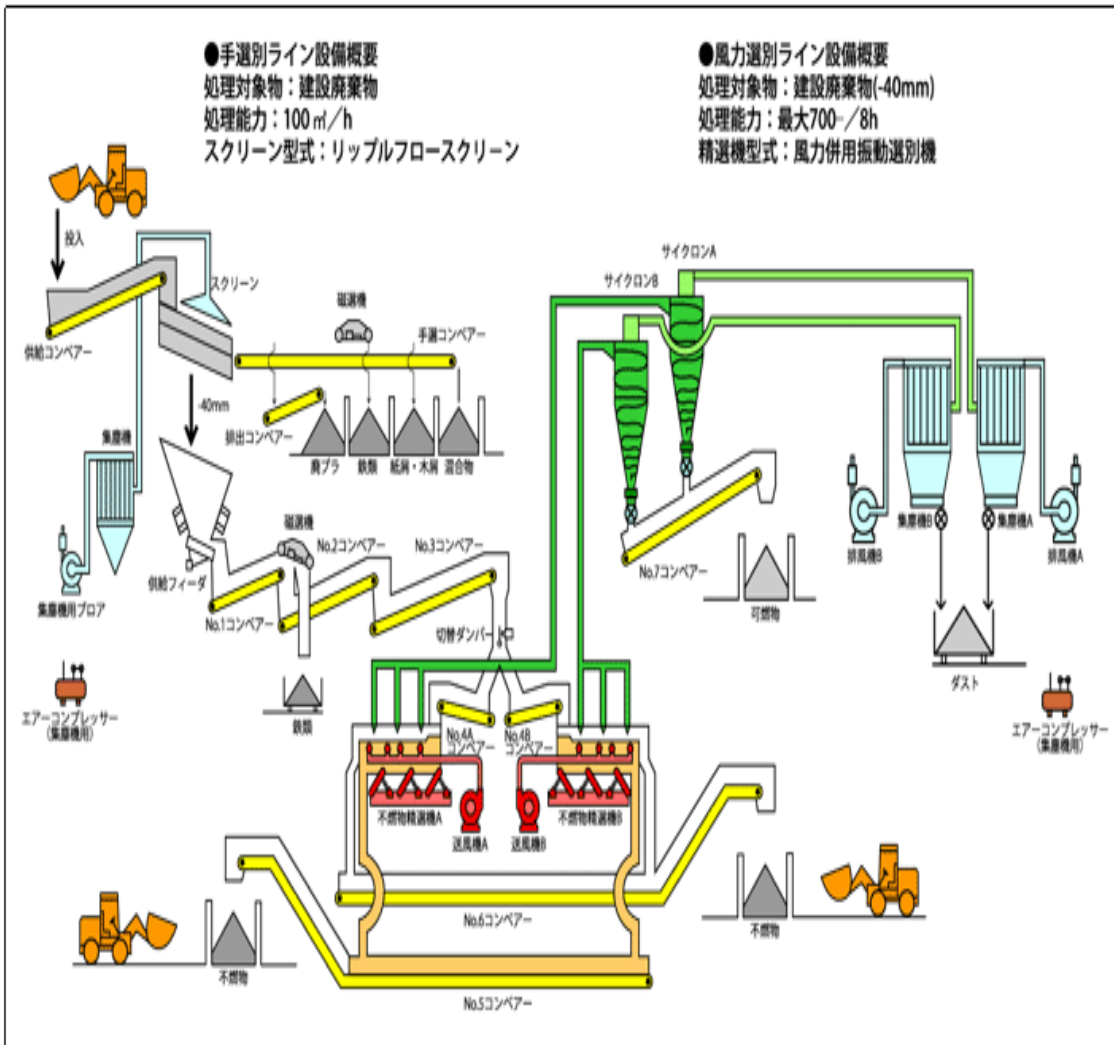 ●手選別ライン設備概要
処理対象物：建設廃棄物
処理能力：100㎥／h
スクリーン型式：リップルフロースクリーン
●風力選別ライン設備概要
処理対象物：建設廃棄物(-40mm)
処理能力：最大700 ／8h
精選機型式：風力併用振動選別機
投入
スクリーン
供給コンベアー
磁選機
手選コンベアー
-40mm
排出コンベアー
廃プラ
鉄類
紙屑・木屑
混合物
集塵機
集塵機用ブロア
供給フィーダ
磁選機
No.1コンベアー
No.2コンベアー
No.3コンベアー
切替ダンパー
鉄類
エアーコンプレッサー
(集塵機用)
サイクロンA
サイクロンB
No.7コンベアー
可燃物
排風機B
集塵機B
集塵機A
排風機A
ダスト
エアーコンプレッサー
(集塵機用)
No.4A
コンベアー
No.4B
コンベアー
不燃物精選機A
送風機A
送風機B
不燃物精選機B
No.6コンベアー
不燃物
不燃物
No.5コンベアー